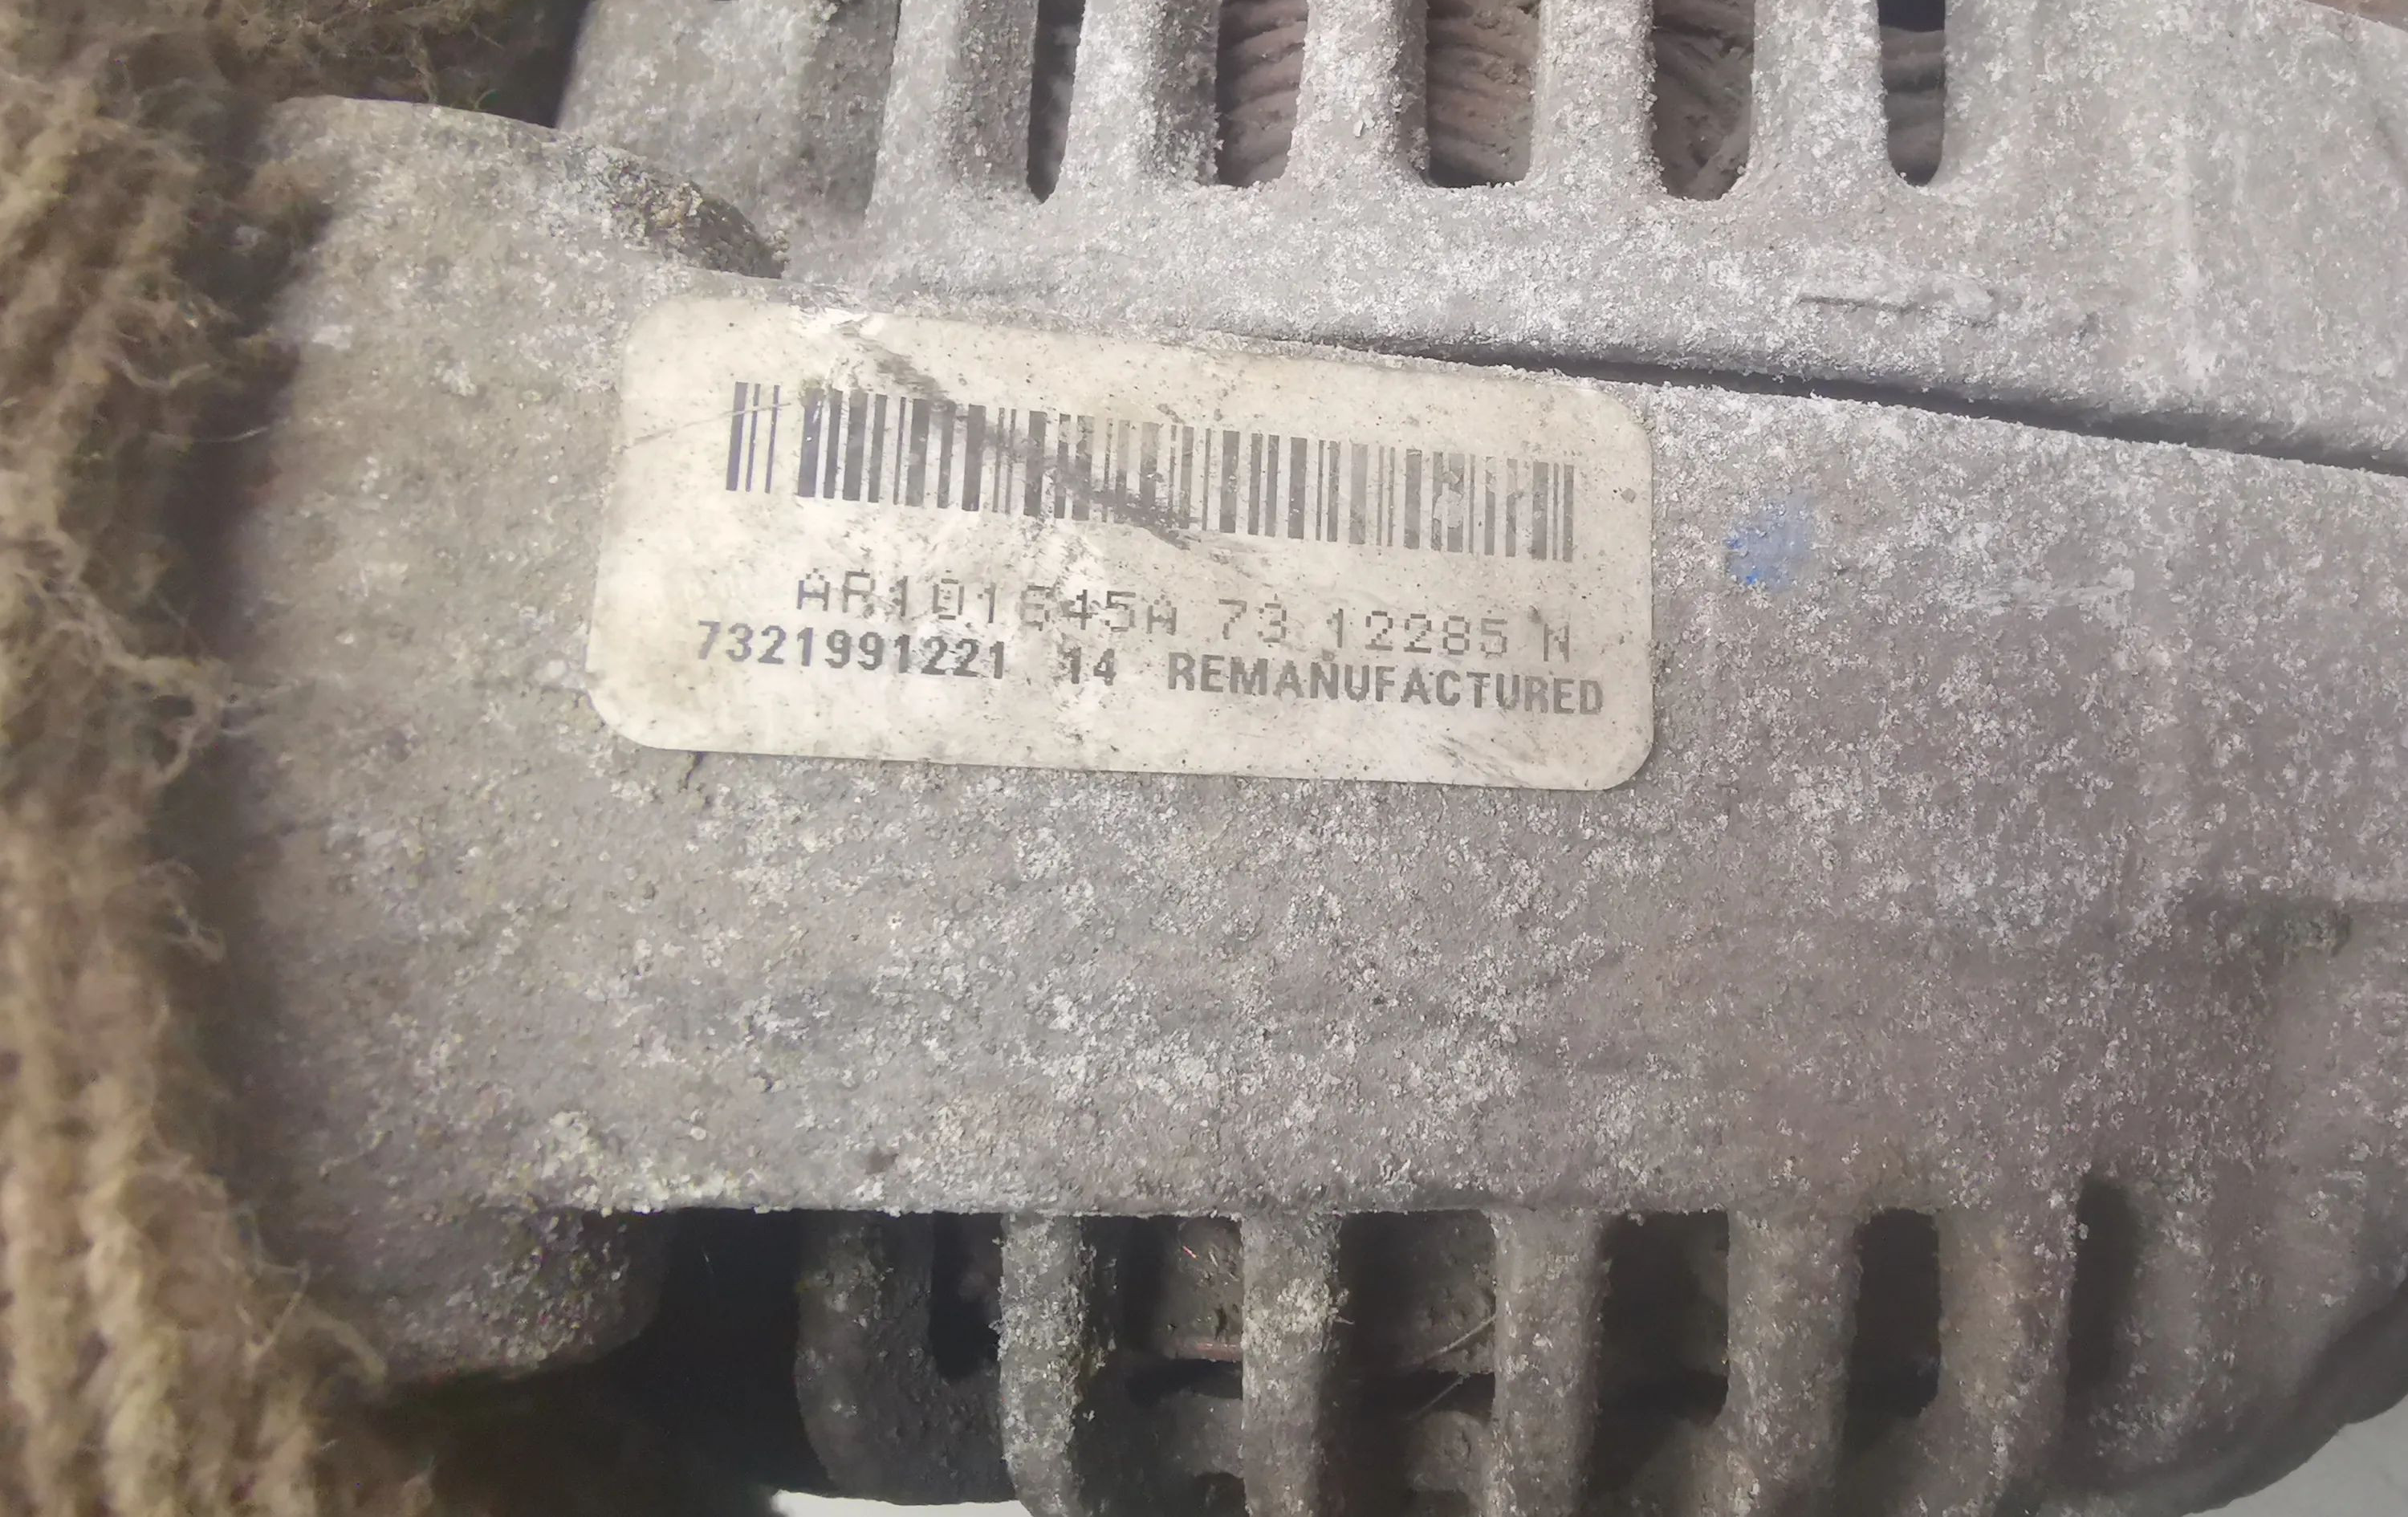 AR101645A 73 12285 N
7321991221 14 REMANUFACTURED